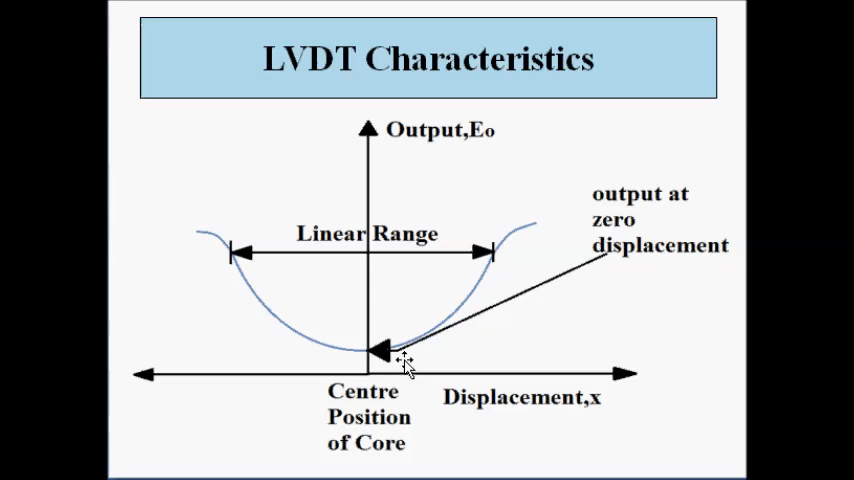 LVDT Characteristics
Output,Eo
output at
zero
displacement
Linear Range
Centre
Position
of Core
Displacement,x